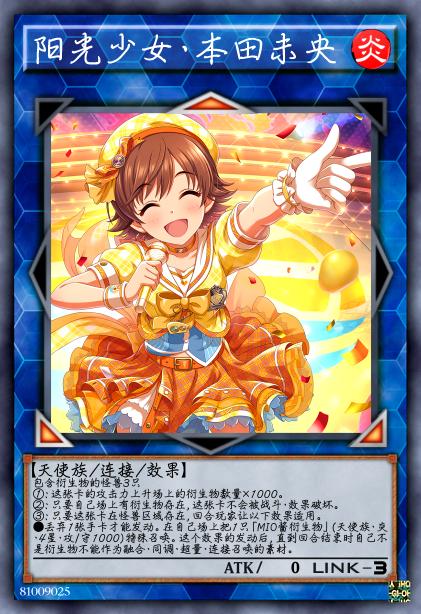 阳光少女·本田未央
炎
【天使族/连接/效果】
包含衍生物的怪兽3只
①：这张卡的攻击力上升场上的衍生物数量×1000。
②：只要自己场上有衍生物存在，这张卡不会被战斗·效果破坏。
③：只要这张卡在怪兽区域存在，回合玩家让以下效果适用。
●丢弃1张手卡才能发动。在自己场上把1只「MIO酱衍生物」(天使族·炎
·4星·攻/守1000)特殊召唤。这个效果的发动后，直到回合结束时自己不
是衍生物不能作为融合·同调·超量·连接召唤的素材。
ATK/ 0 LINK-3
81009025